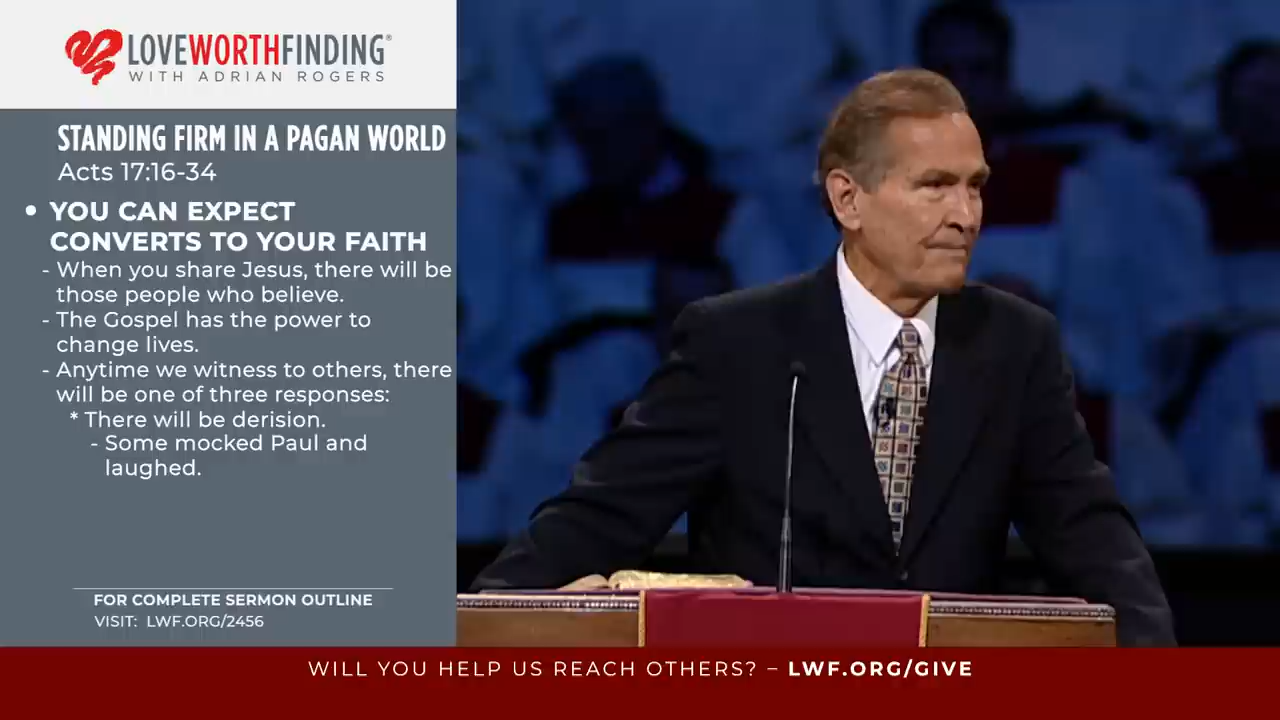 LOVEWORTHFINDING®
WITH ADRIAN ROGERS
STANDING FIRM IN A PAGAN WORLD
Acts 17:16-34
• YOU CAN EXPECT
CONVERTS TO YOUR FAITH
- When you share Jesus, there will be
those people who believe.
- The Gospel has the power to
change lives.
- Anytime we witness to others, there
will be one of three responses:
* There will be derision.
- Some mocked Paul and
laughed.
FOR COMPLETE SERMON OUTLINE
VISIT: LWF.ORG/2456
WILL YOU HELP US REACH OTHERS? – LWF.ORG/GIVE